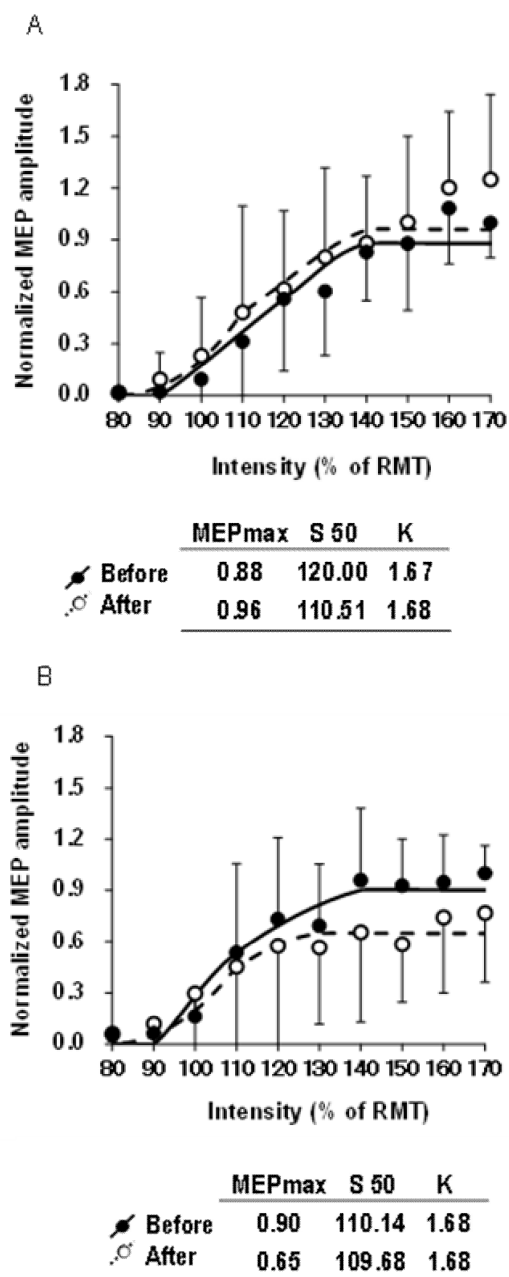 A
Normalized MEP amplitude
1.8
1.5
1.2
0.9
0.6
0.3
0.0
80 90 100 110 120 130 140 150 160 170
Intensity (% of RMT)
MEPmax S 50 K
Before 0.88 120.00 1.67
After 0.96 110.51 1.68
B
Normalized MEP amplitude
1.8
1.5
1.2
0.9
0.6
0.3
0.0
80 90 100 110 120 130 140 150 160 170
Intensity (% of RMT)
MEPmax S 50 K
Before 0.90 110.14 1.68
After 0.65 109.68 1.68